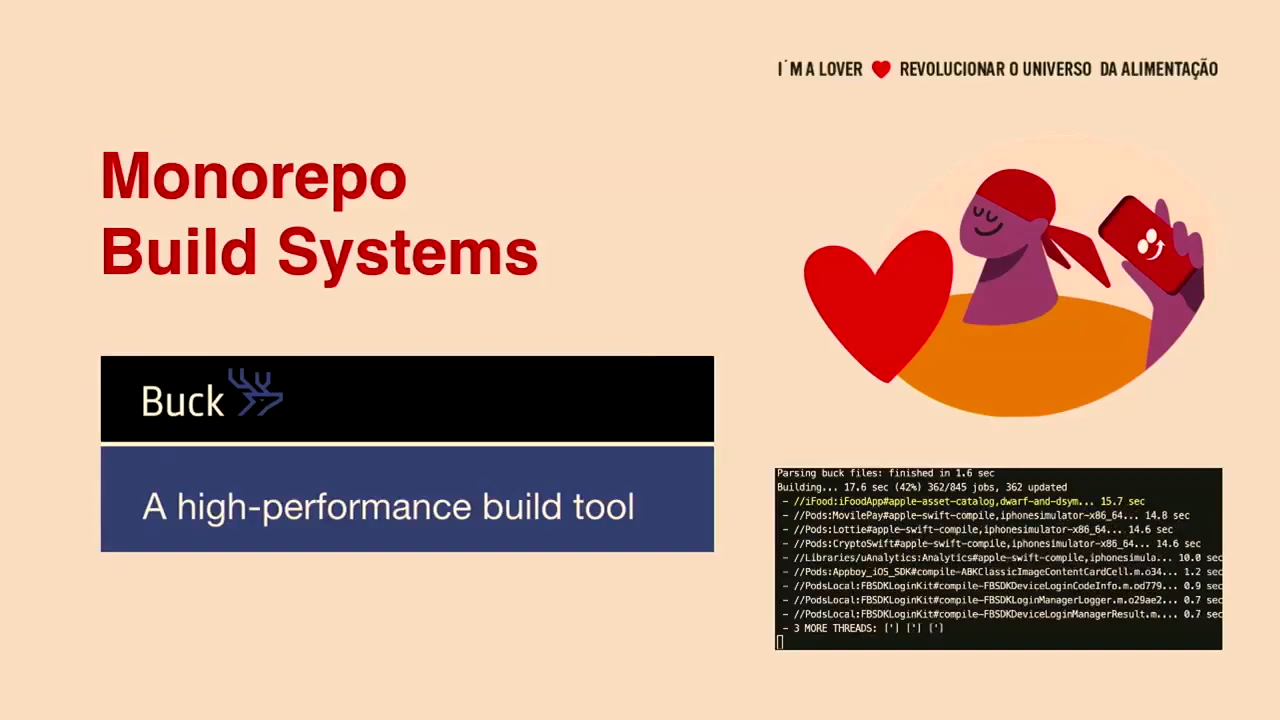 I´M A LOVER REVOLUCIONAR O UNIVERSO DA ALIMENTAÇÃO
Monorepo
Build Systems
Buck
A high-performance build tool
Parsing buck files: finished in 1.6 sec
Building... 17.6 sec (42%) 362/845 jobs, 362 updated
- //iFood:iFoodApp#apple-asset-catalog,dwarf-and-dsym... 15.7 sec
- //Pods:MovilePay#apple-swift-compile,iphonesimulator-x86_64... 14.8 sec
- //Pods:Lottie#apple-swift-compile,iphonesimulator-x86_64... 14.6 sec
- //Pods:CryptoSwift#apple-swift-compile,iphonesimulator-x86_64... 14.6 sec
- //Libraries/uAnalytics:Analytics#apple-swift-compile,iphonesimula... 10.0 sec
- //Pods:Appboy_iOS_SDK#compile-ABKClassicImageContentCardCell.m.o34... 1.2 sec
- //PodsLocal:FBSDKLoginKit#compile-FBSDKDeviceLoginCodeInfo.m.od779... 0.9 sec
- //PodsLocal:FBSDKLoginKit#compile-FBSDKLoginManagerLogger.m.o29ae2... 0.7 sec
- //PodsLocal:FBSDKLoginKit#compile-FBSDKDeviceLoginManagerResult.m.... 0.7 sec
- 3 MORE THREADS: ['] ['] [']